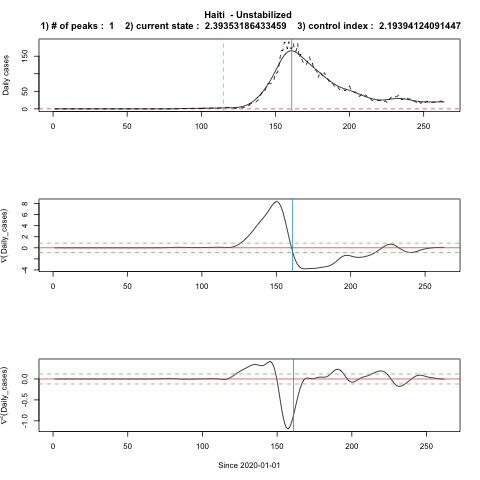 Haiti - Unstabilized
1) # of peaks : 1 2) current state : 2.39353186433459 3) control index : 2.19394124091447
Daily cases
150
50
0
0 50 100 150 200 250
∇(Daily_cases)
8
6
4
2
0
-4
0 50 100 150 200 250
∇²(Daily_cases)
0.0
-0.5
-1.0
0 50 100 150 200 250
Since 2020-01-01